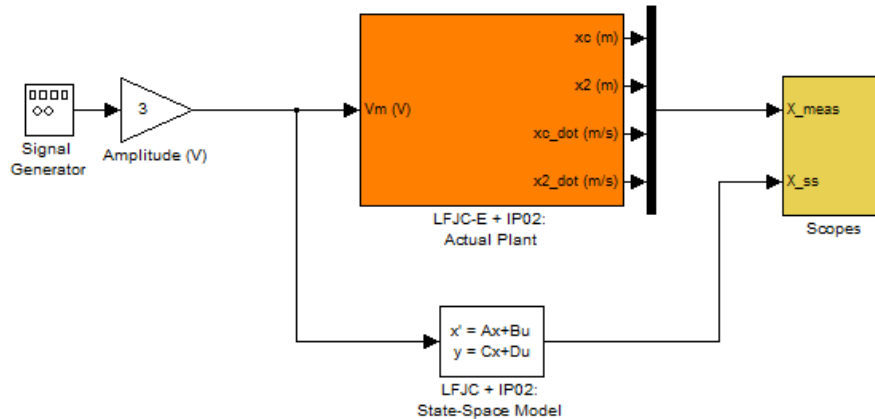 xc (m)
x2 (m)
xc_dot (m/s)
x2_dot (m/s)
Vm (V)
LFJC-E + IP02:
Actual Plant
Signal
Generator
3
Amplitude (V)
X_meas
X_ss
Scopes
x' = Ax+Bu
y = Cx+Du
LFJC + IP02:
State-Space Model